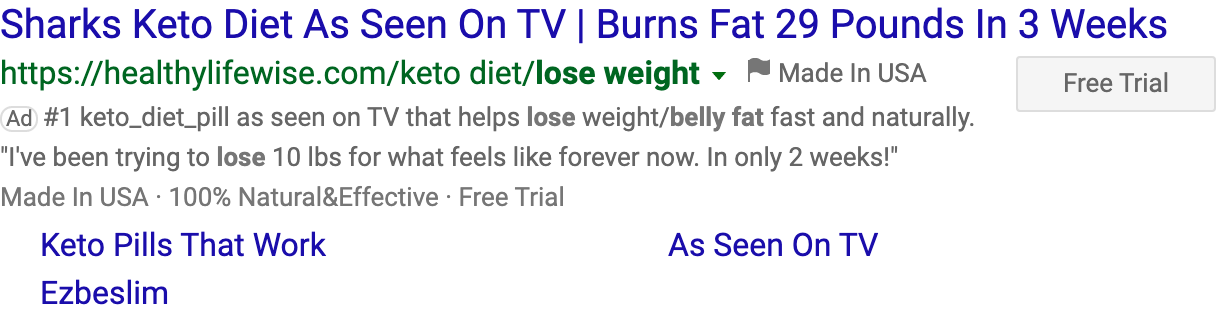 Sharks Keto Diet As Seen On TV | Burns Fat 29 Pounds In 3 Weeks
https://healthylifewise.com/keto diet/lose weight Made In USA
Free Trial
Ad #1 keto_diet_pill as seen on TV that helps lose weight/belly fat fast and naturally.
"I've been trying to lose 10 lbs for what feels like forever now. In only 2 weeks!"
Made In USA · 100% Natural&Effective · Free Trial
Keto Pills That Work
As Seen On TV
Ezbeslim